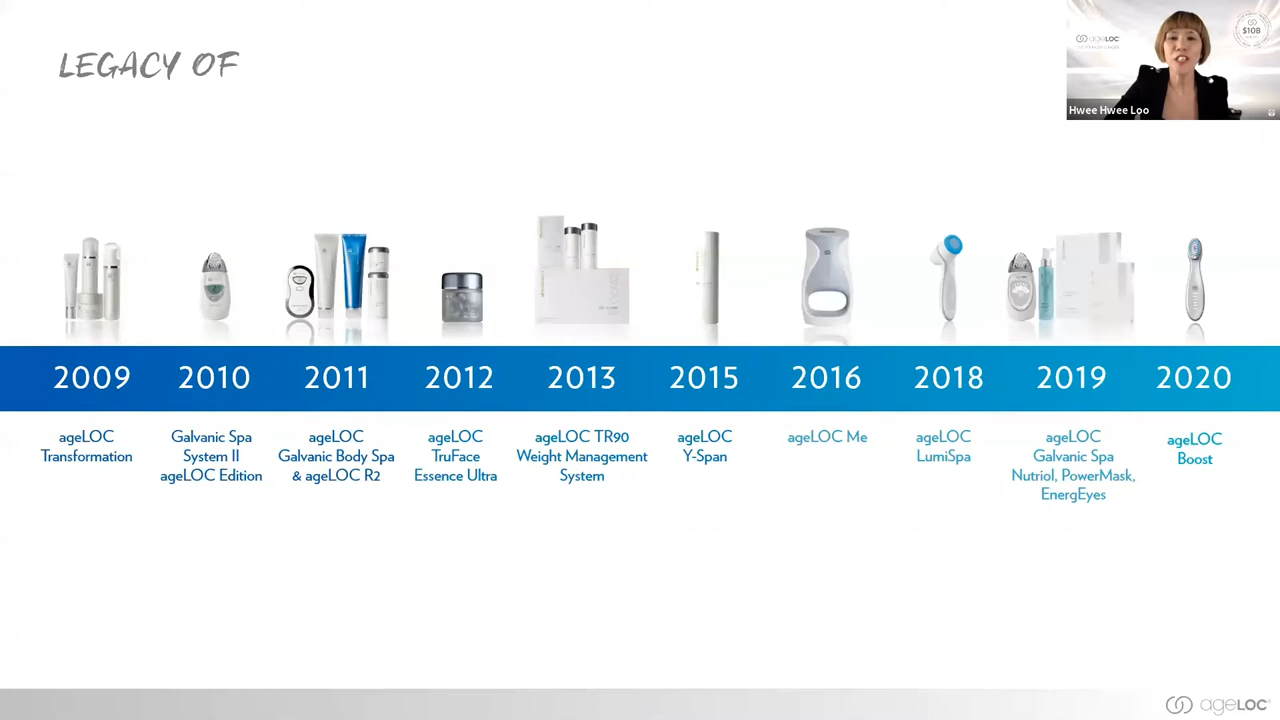 LEGACY OF
ageLOC
$10B
Hwee Hwee Loo
2009 2010 2011 2012 2013 2015 2016 2018 2019 2020
ageLOC
Transformation
Galvanic Spa
System II
ageLOC Edition
ageLOC
Galvanic Body Spa
& ageLOC R2
ageLOC
TruFace
Essence Ultra
ageLOC TR90
Weight Management
System
ageLOC
Y-Span
ageLOC Me
ageLOC
LumiSpa
ageLOC
Galvanic Spa
Nutriol, PowerMask,
EnergEyes
ageLOC
Boost
ageLOC